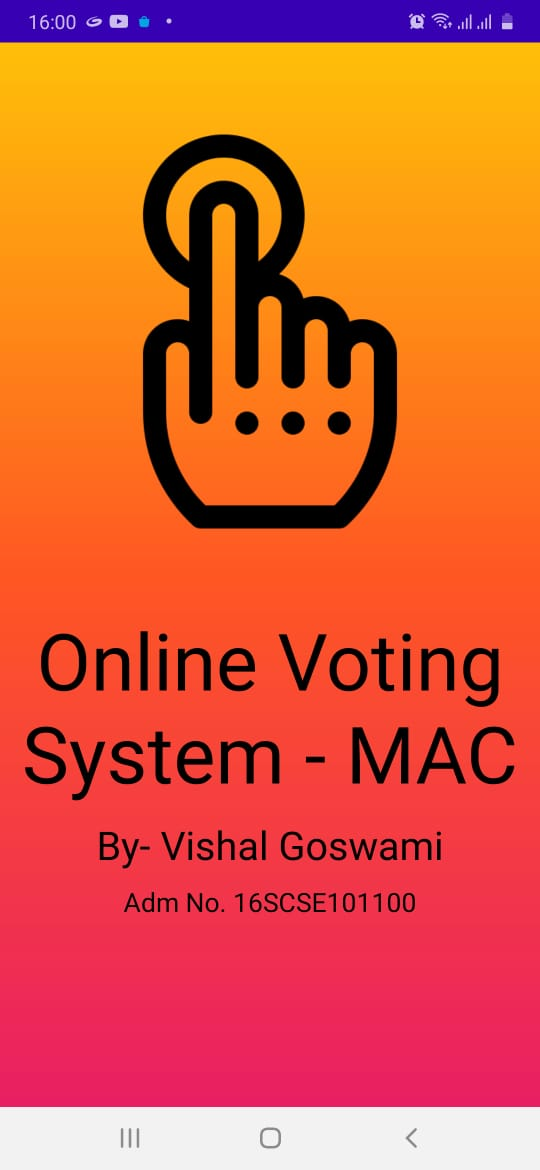 16:00
Online Voting
System - MAC
By- Vishal Goswami
Adm No. 16SCSE101100